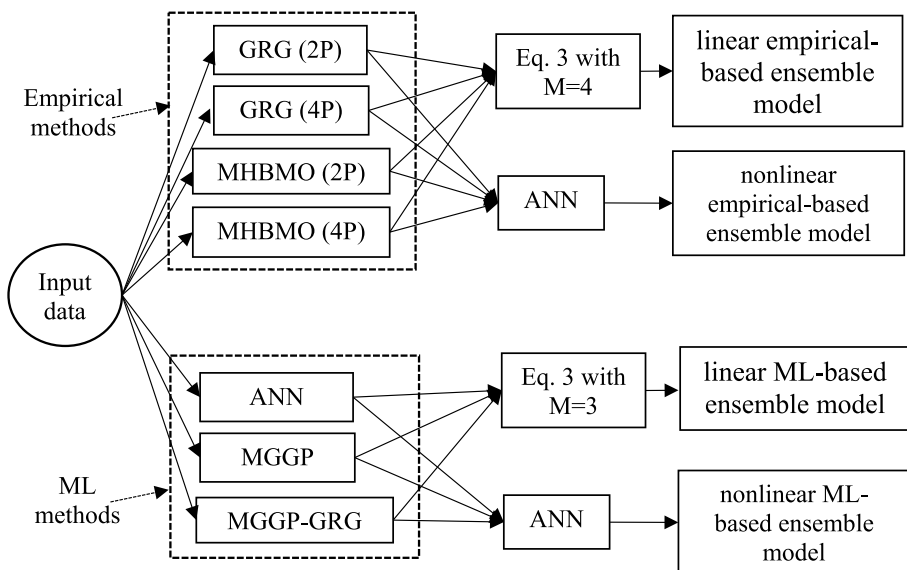 GRG (2P)
GRG (4P)
MHBMO (2P)
MHBMO (4P)
Empirical
methods
Eq. 3 with
M=4
linear empirical-
based ensemble
model
ANN
nonlinear
empirical-based
ensemble model
Input
data
ANN
MGGP
MGGP-GRG
ML
methods
Eq. 3 with
M=3
linear ML-based
ensemble model
ANN
nonlinear ML-
based ensemble
model